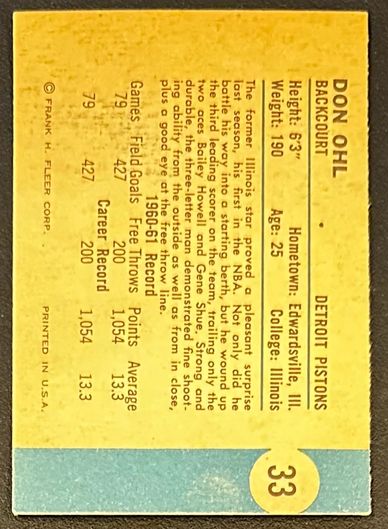 33
DON OHL
BACKCOURT • DETROIT PISTONS
Height: 6'3" Hometown: Edwardsville, Ill.
Weight: 190 Age: 25 College: Illinois
The former Illinois star proved a pleasant surprise
last season, his first in the NBA. Not only did he
battle his way into a starting berth, but he wound up
the third leading scorer on the team, trailing only the
two aces Bailey Howell and Gene Shue. Strong and
durable, the three-letter man demonstrated fine shoot-
ing ability from the outside as well as from in close,
plus a good eye at the free throw line.
1960-61 Record
Games Field Goals Free Throws Points Average
79 427 200 1,054 13.3
Career Record
79 427 200 1,054 13.3
© FRANK H. FLEER CORP. PRINTED IN U.S.A.